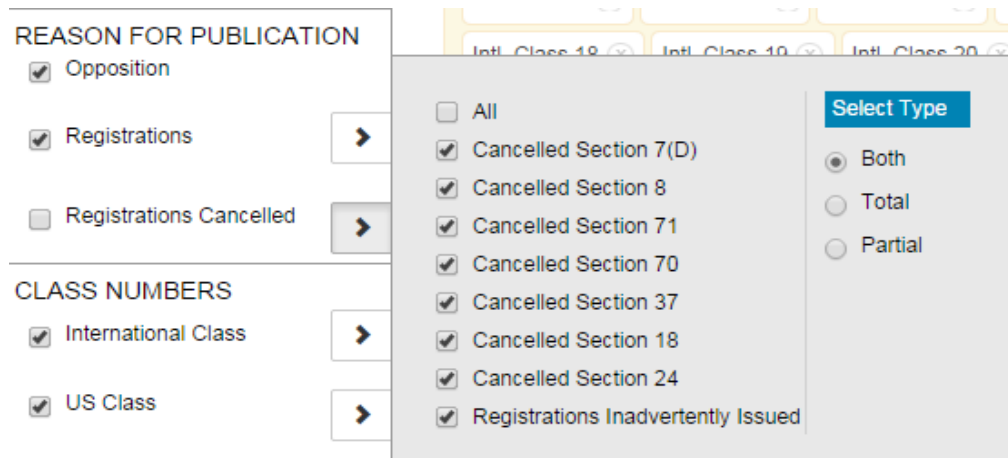 REASON FOR PUBLICATION
Opposition
Registrations
Registrations Cancelled
CLASS NUMBERS
International Class
US Class
Intl. Class 18
Intl. Class 19
Intl. Class 20
All
Cancelled Section 7(D)
Cancelled Section 8
Cancelled Section 71
Cancelled Section 70
Cancelled Section 37
Cancelled Section 18
Cancelled Section 24
Registrations Inadvertently Issued
Select Type
Both
Total
Partial